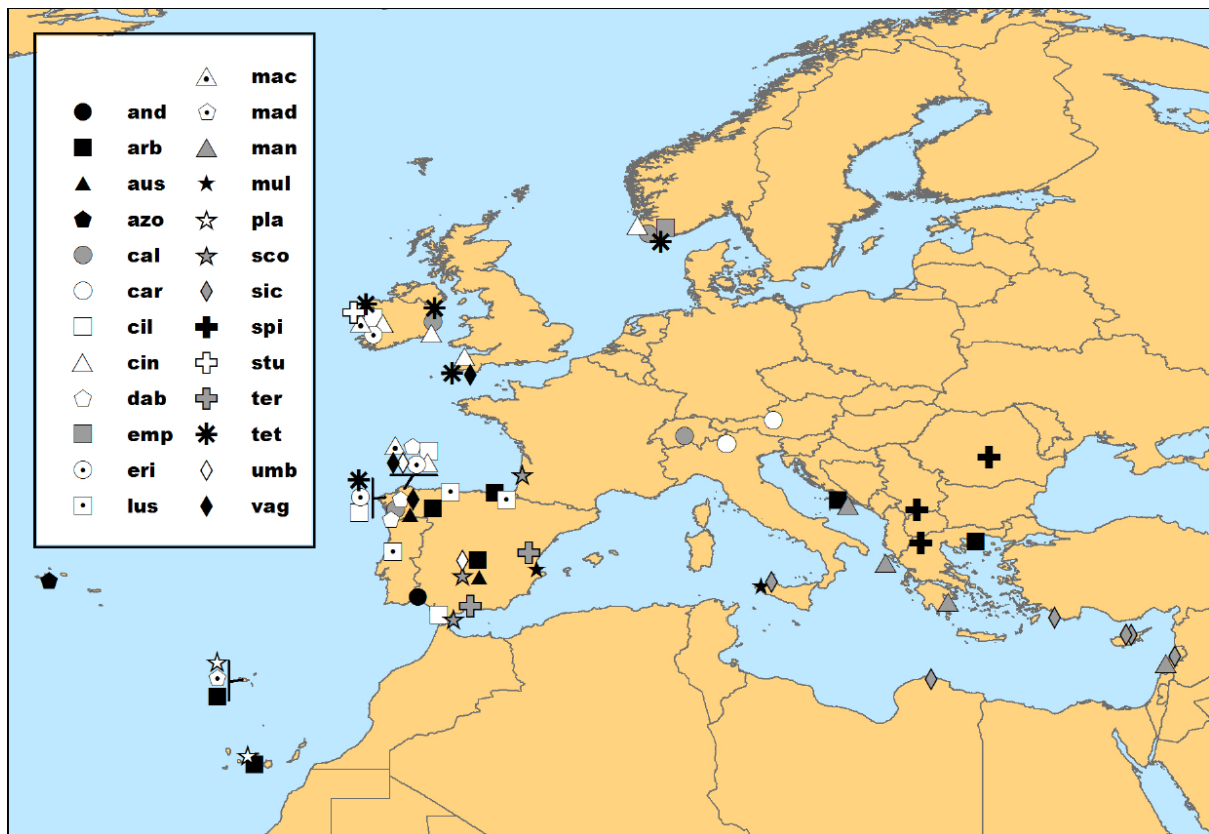 mac
and mad
arb man
aus mul
azo pla
cal sco
car sic
cil spi
cin stu
dab ter
emp tet
eri umb
lus vag